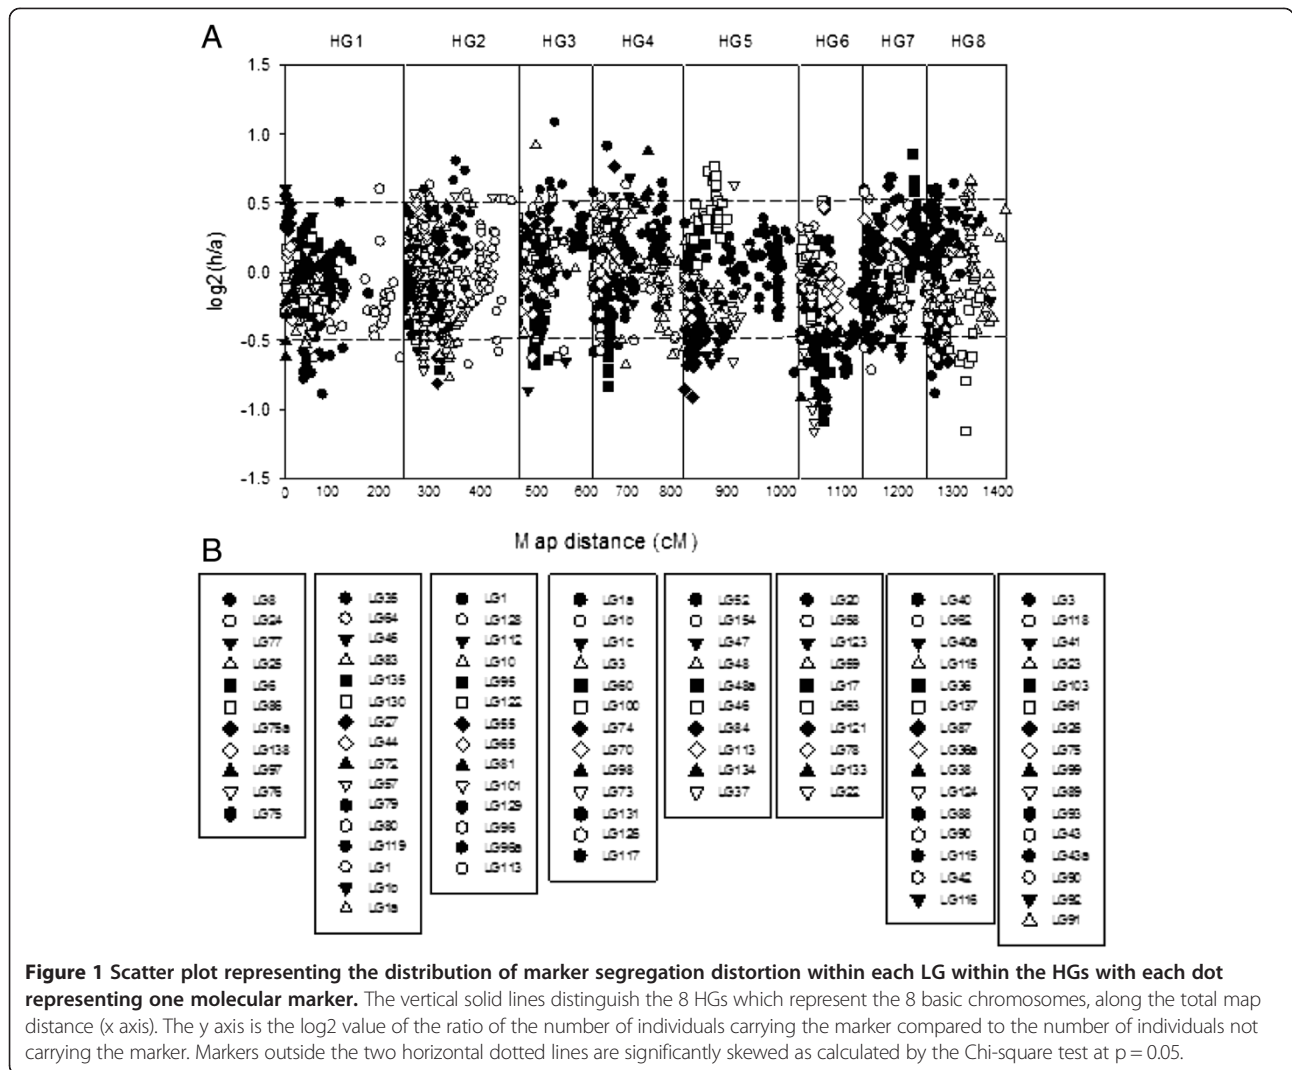 A
HG1 HG2 HG3 HG4 HG5 HG6 HG7 HG8
1.5
1.0
0.5
0.0
-0.5
-1.0
-1.5
log2(h/a)
0 100 200 300 400 500 600 700 800 900 1000 1100 1200 1300 1400
Map distance (cM)
B
LG8
LG24
LG77
LG25
LG6
LG86
LG75a
LG138
LG97
LG76
LG75
LG35
LG64
LG45
LG83
LG135
LG130
LG27
LG44
LG72
LG57
LG79
LG80
LG119
LG1
LG1b
LG1a
LG1
LG128
LG112
LG10
LG95
LG122
LG55
LG65
LG81
LG101
LG129
LG96
LG96a
LG113
LG1a
LG1b
LG1c
LG3
LG60
LG100
LG74
LG70
LG98
LG73
LG131
LG126
LG117
LG52
LG154
LG47
LG48
LG48a
LG46
LG84
LG113
LG134
LG37
LG20
LG58
LG123
LG59
LG17
LG63
LG121
LG78
LG133
LG22
LG40
LG62
LG40a
LG115
LG36
LG137
LG87
LG36a
LG38
LG124
LG88
LG90
LG115
LG42
LG116
LG3
LG118
LG41
LG23
LG103
LG61
LG26
LG75
LG99
LG89
LG93
LG43
LG43a
LG90
LG92
LG91
Figure 1 Scatter plot representing the distribution of marker segregation distortion within each LG within the HGs with each dot
representing one molecular marker. The vertical solid lines distinguish the 8 HGs which represent the 8 basic chromosomes, along the total map
distance (x axis). The y axis is the log2 value of the ratio of the number of individuals carrying the marker compared to the number of individuals not
carrying the marker. Markers outside the two horizontal dotted lines are significantly skewed as calculated by the Chi-square test at p = 0.05.